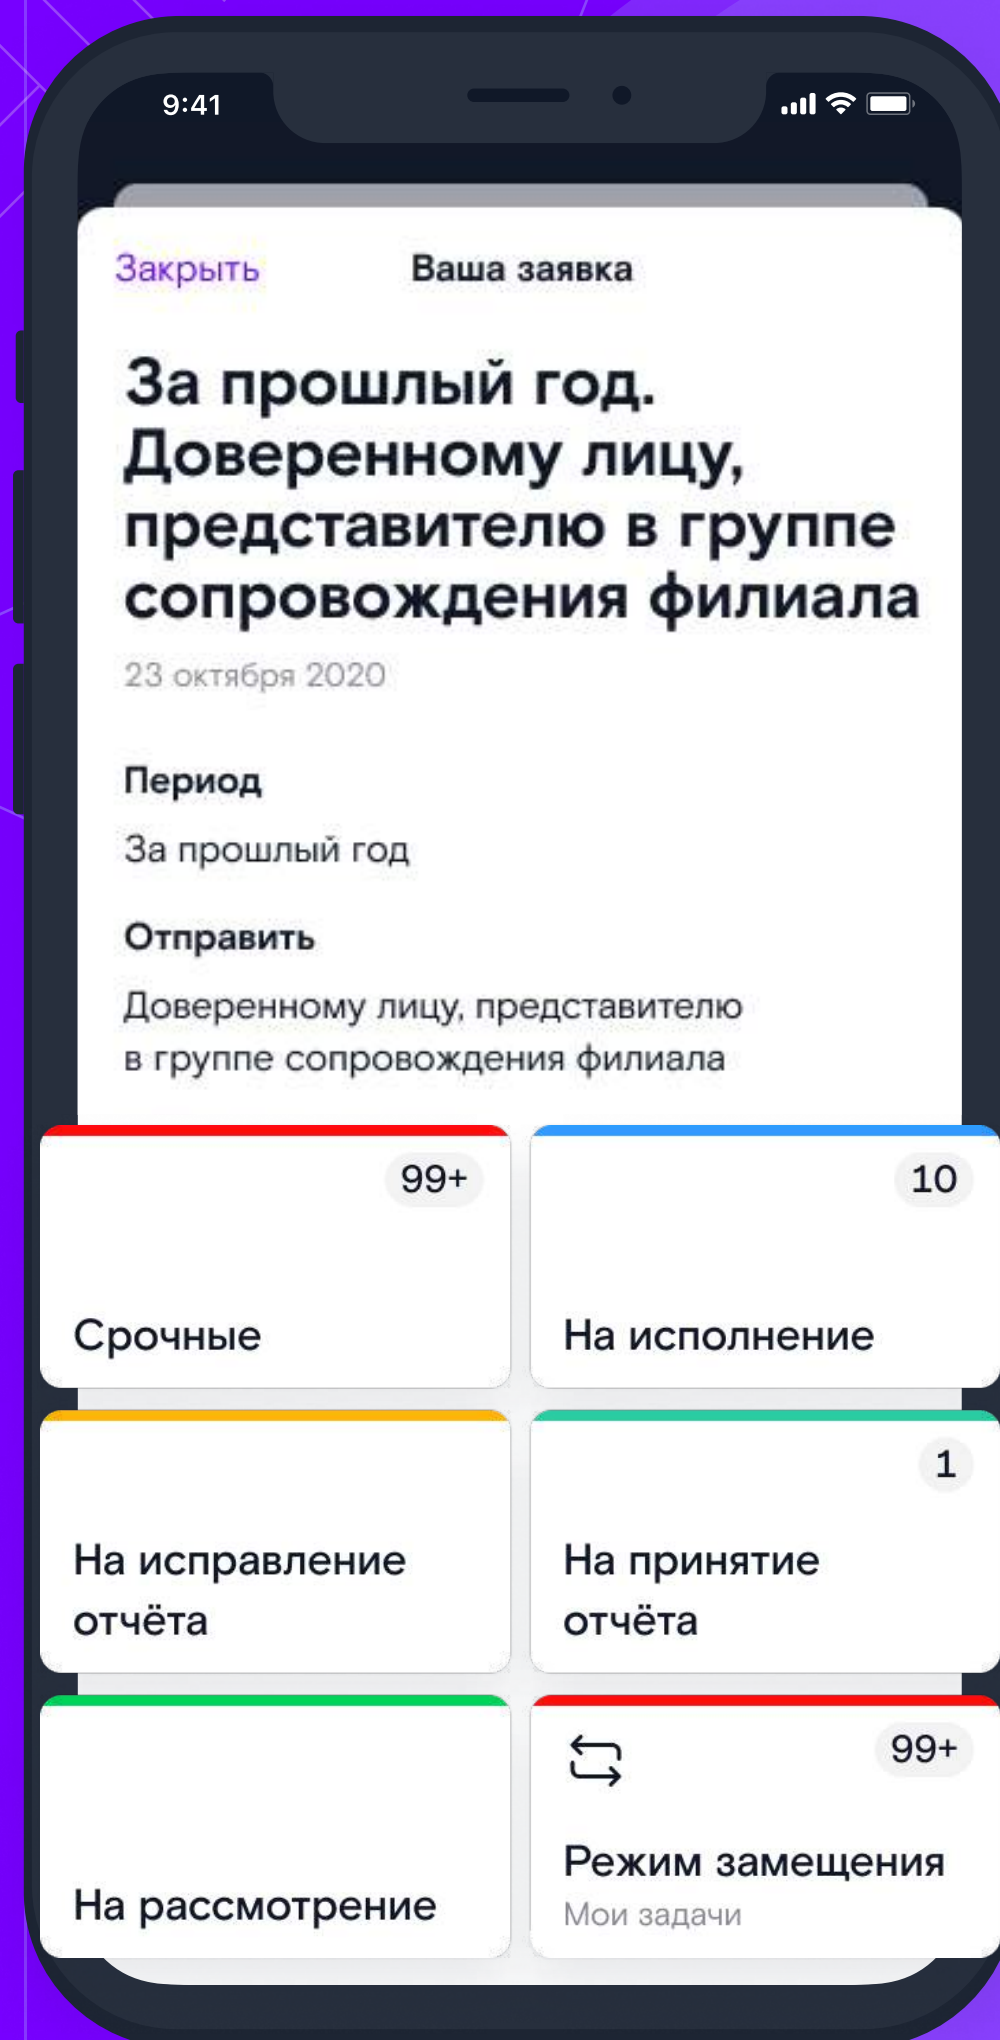 9:41
Закрыть
Ваша заявка
За прошлый год.
Доверенному лицу,
представителю в группе
сопровождения филиала
23 октября 2020
Период
За прошлый год
Отправить
Доверенному лицу, представителю
в группе сопровождения филиала
99+
Срочные
10
На исполнение
На исправление
отчёта
1
На принятие
отчёта
На рассмотрение
99+
Режим замещения
Мои задачи